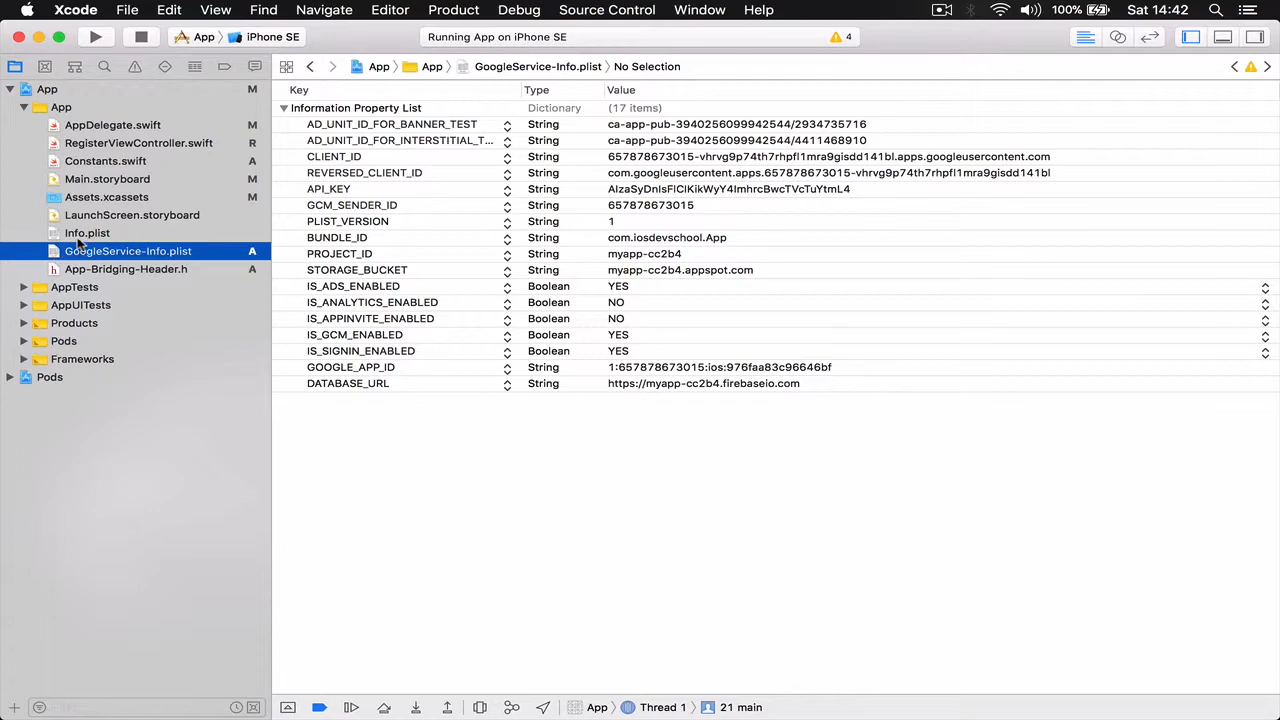 Xcode File Edit View Find Navigate Editor Product Debug Source Control Window Help 100% Sat 14:42
App iPhone SE Running App on iPhone SE 4
App App GoogleService-Info.plist No Selection
App M
App
AppDelegate.swift M
RegisterViewController.swift R
Constants.swift A
Main.storyboard M
Assets.xcassets M
LaunchScreen.storyboard
Info.plist
GoogleService-Info.plist A
App-Bridging-Header.h A
AppTests
AppUITests
Products
Pods
Frameworks
Pods
Key Type Value
Information Property List Dictionary (17 items)
AD_UNIT_ID_FOR_BANNER_TEST String ca-app-pub-3940256099942544/2934735716
AD_UNIT_ID_FOR_INTERSTITIAL_T... String ca-app-pub-3940256099942544/4411468910
CLIENT_ID String 657878673015-vhrvg9p74th7rhpfl1mra9gisdd141bl.apps.googleusercontent.com
REVERSED_CLIENT_ID String com.googleusercontent.apps.657878673015-vhrvg9p74th7rhpfl1mra9gisdd141bl
API_KEY String
GCM_SENDER_ID String 657878673015
PLIST_VERSION String 1
BUNDLE_ID String com.iosdevschool.App
PROJECT_ID String myapp-cc2b4
STORAGE_BUCKET String myapp-cc2b4.appspot.com
IS_ADS_ENABLED Boolean YES
IS_ANALYTICS_ENABLED Boolean NO
IS_APPINVITE_ENABLED Boolean NO
IS_GCM_ENABLED Boolean YES
IS_SIGNIN_ENABLED Boolean YES
GOOGLE_APP_ID String 1:657878673015:ios:976faa83c96646bf
DATABASE_URL String https://myapp-cc2b4.firebaseio.com
App Thread 1 21 main